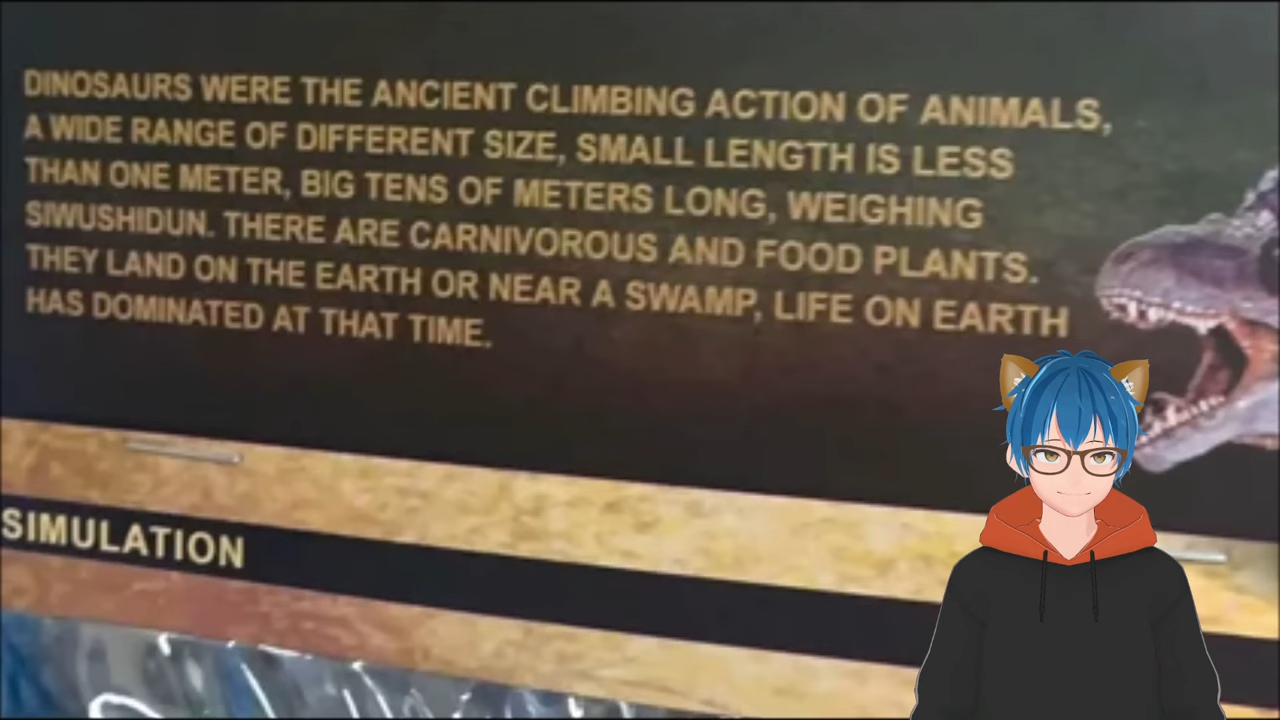 DINOSAURS WERE THE ANCIENT CLIMBING ACTION OF ANIMALS,
A WIDE RANGE OF DIFFERENT SIZE, SMALL LENGTH IS LESS
THAN ONE METER, BIG TENS OF METERS LONG, WEIGHING
SIWUSHIDUN. THERE ARE CARNIVOROUS AND FOOD PLANTS.
THEY LAND ON THE EARTH OR NEAR A SWAMP, LIFE ON EARTH
HAS DOMINATED AT THAT TIME.
SIMULATION